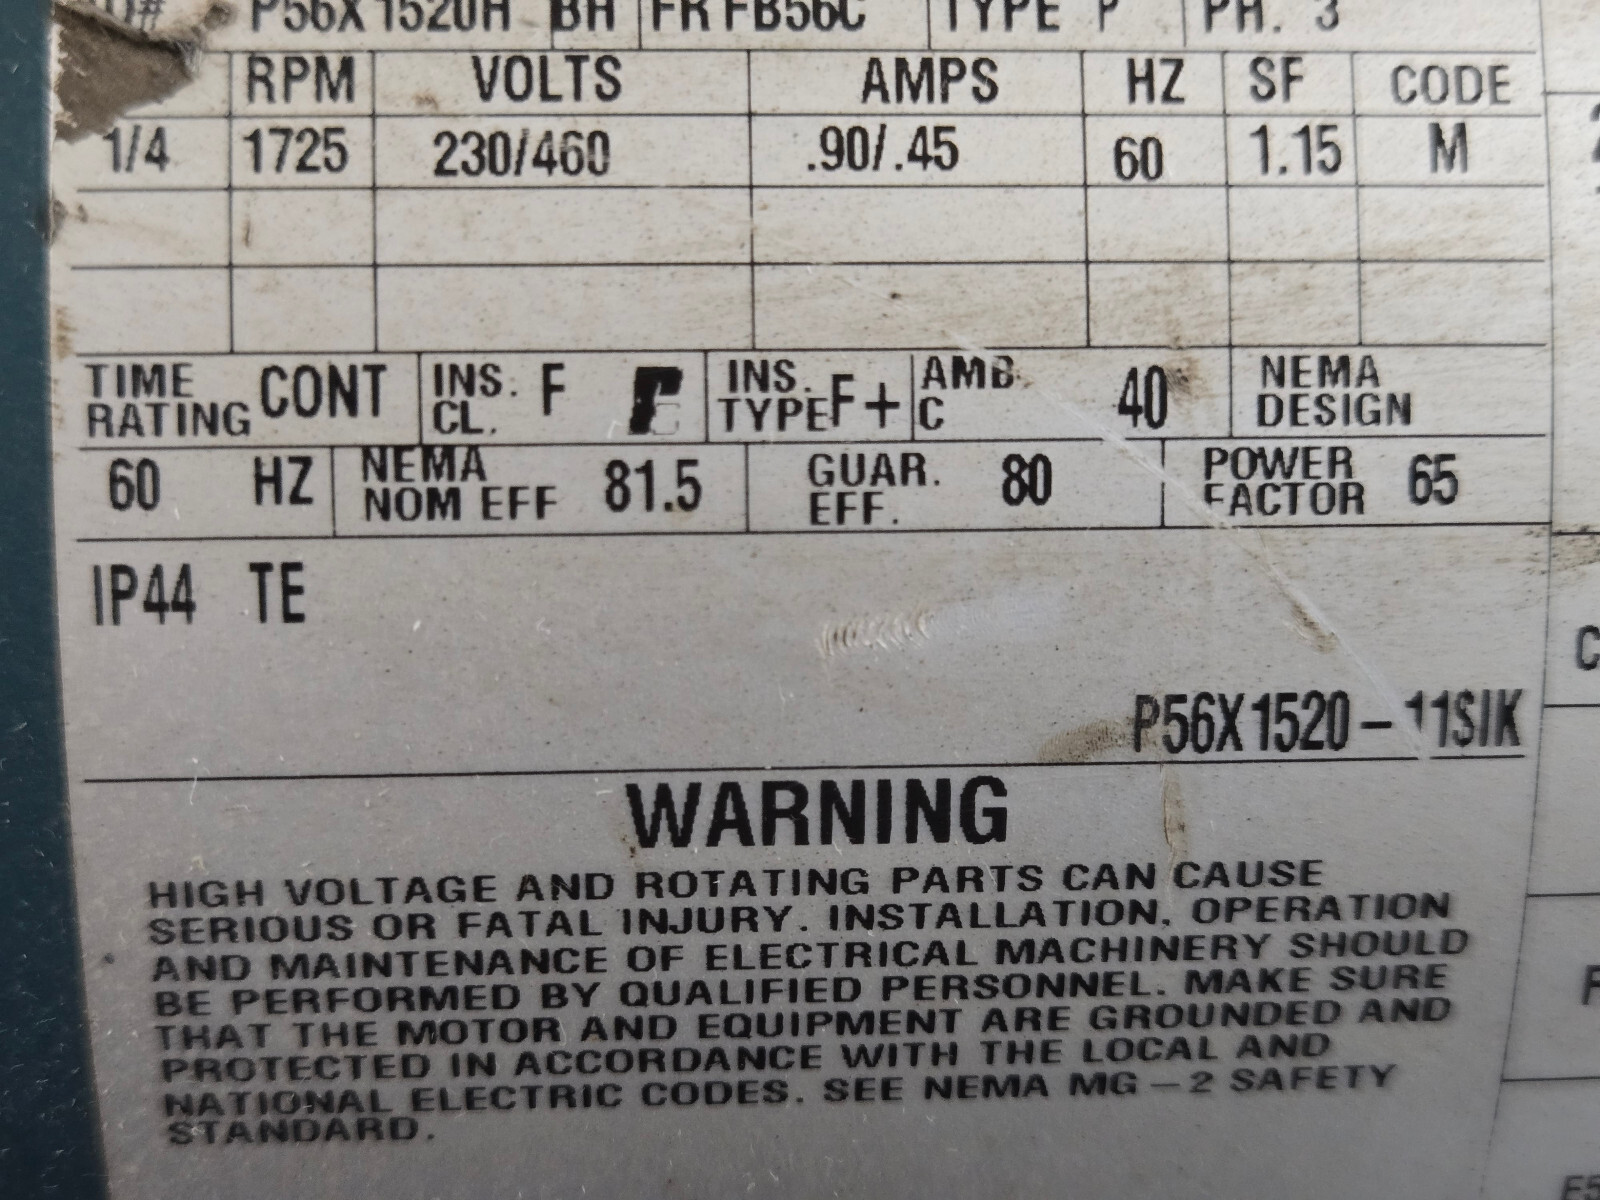 P56X1520H BH FR FB56C TYPE P PH. 3
RPM VOLTS AMPS HZ SF CODE
1/4 1725 230/460 .90/.45 60 1.15 M
TIME RATING CONT INS. CL. F INS. TYPE F+ AMB C 40 NEMA DESIGN
60 HZ NEMA NOM EFF 81.5 GUAR. EFF. 80 POWER FACTOR 65
IP44 TE
P56X1520-11SIK
WARNING
HIGH VOLTAGE AND ROTATING PARTS CAN CAUSE
SERIOUS OR FATAL INJURY. INSTALLATION, OPERATION
AND MAINTENANCE OF ELECTRICAL MACHINERY SHOULD
BE PERFORMED BY QUALIFIED PERSONNEL. MAKE SURE
THAT THE MOTOR AND EQUIPMENT ARE GROUNDED AND
PROTECTED IN ACCORDANCE WITH THE LOCAL AND
NATIONAL ELECTRIC CODES. SEE NEMA MG-2 SAFETY
STANDARD.